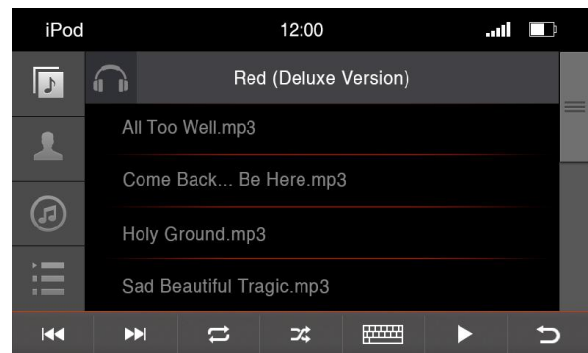 iPod 12:00
Red (Deluxe Version)
All Too Well.mp3
Come Back... Be Here.mp3
Holy Ground.mp3
Sad Beautiful Tragic.mp3